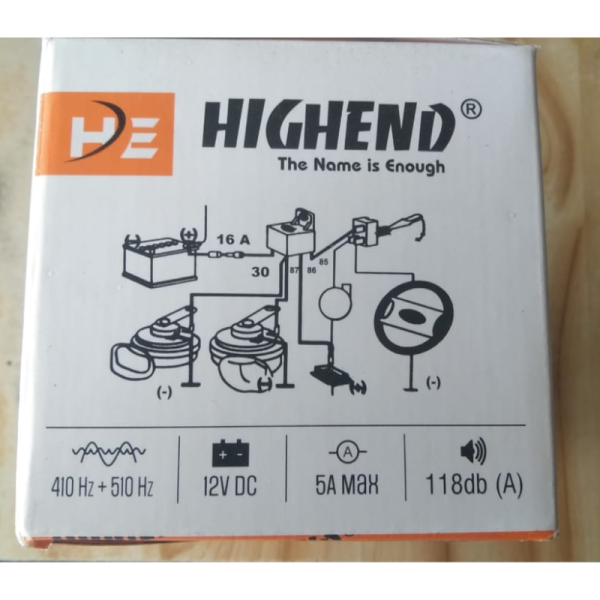 HE HIGHEND®
The Name is Enough
(-) (+) 16 A 30 87 86 85
(+)
(-) (-)
410 Hz + 510 Hz 12V DC 5A Max 118db (A)